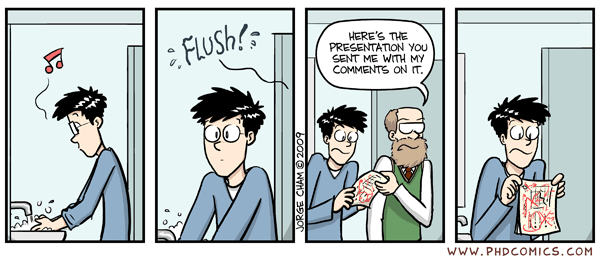 FLUSH!
HERE'S THE
PRESENTATION YOU
SENT ME WITH MY
COMMENTS ON IT.
JORGE CHAM © 2009
WWW.PHDCOMICS.COM